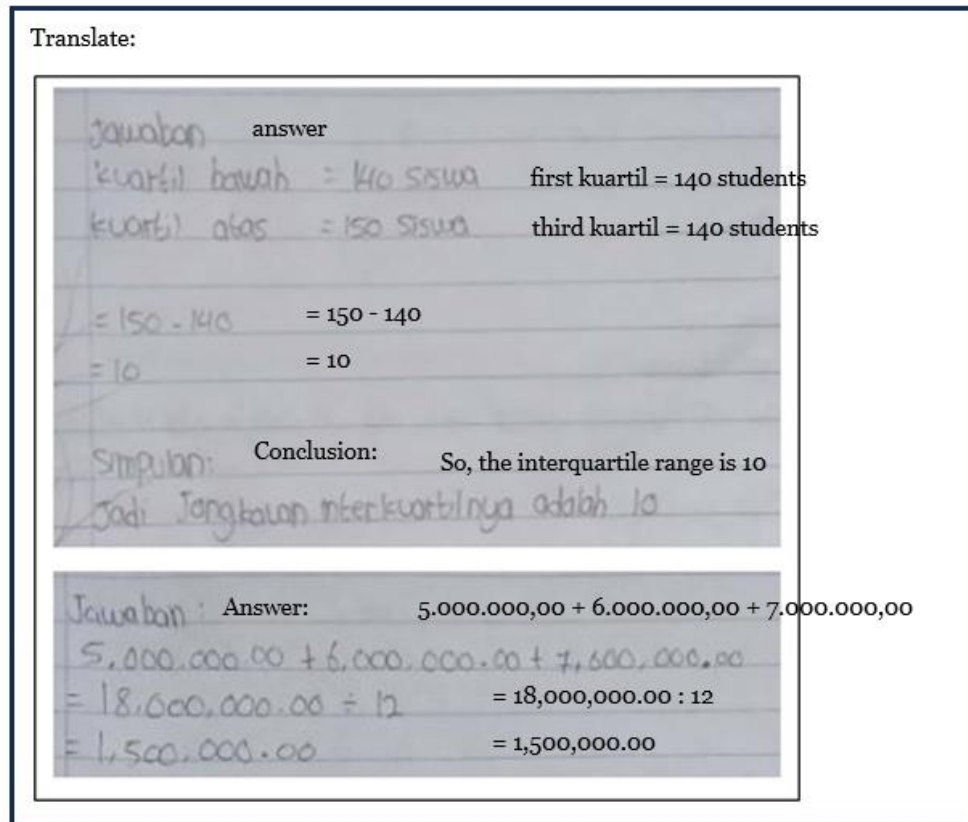 Translate:
Jawaban answer
kuartil bawah = 140 siswa first kuartil = 140 students
kuartil atas = 150 siswa third kuartil = 140 students
= 150 - 140 = 150 - 140
= 10 = 10
Simpulan: Conclusion: So, the interquartile range is 10
Jadi Jangkauan interkuartilnya adalah 10
Jawaban : Answer: 5.000.000,00 + 6.000.000,00 + 7.000.000,00
5,000.000.00 + 6,000,000.00 + 7,000,000.00
= 18,000,000.00 ÷ 12 = 18,000,000.00 : 12
= 1,500,000.00 = 1,500,000.00